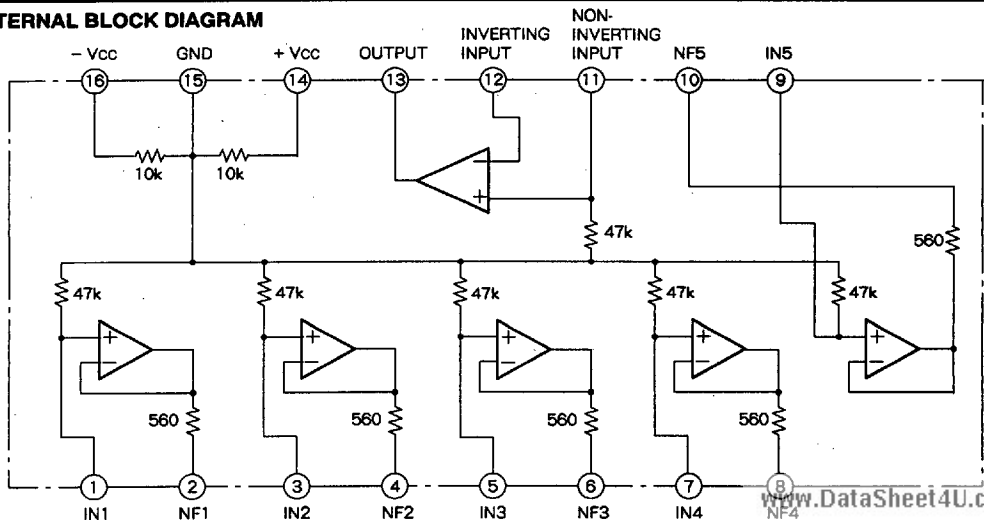 TERNAL BLOCK DIAGRAM
− VCC GND + VCC OUTPUT INVERTING INPUT NON-INVERTING INPUT NF5 IN5
16 15 14 13 12 11 10 9
10k 10k
− +
47k 560
47k 47k 47k 47k 47k
+ − + − + − + − + −
560 560 560 560
1 2 3 4 5 6 7 8
www.DataSheet4U.c
IN1 NF1 IN2 NF2 IN3 NF3 IN4 NF4